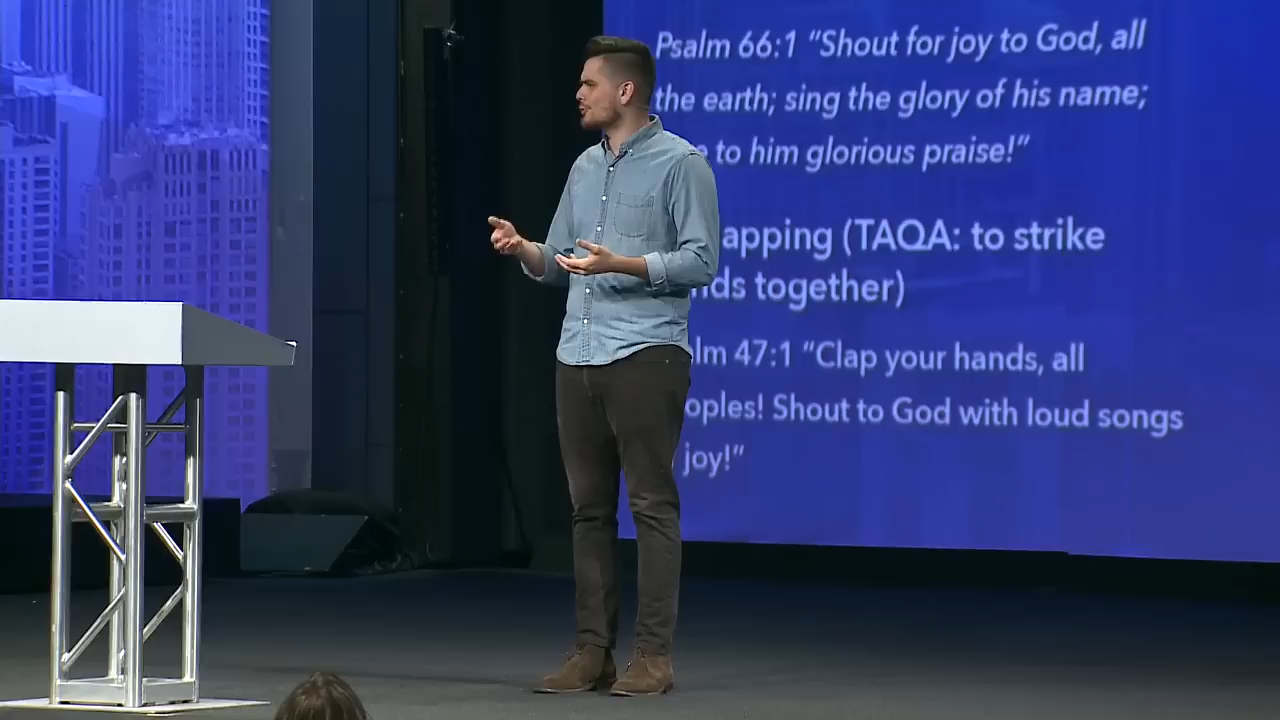 Psalm 66:1 “Shout for joy to God, all
the earth; sing the glory of his name;
to him glorious praise!”
(TAQA: to strike
together)
47:1 “Clap your hands, all
Shout to God with loud songs
joy!”